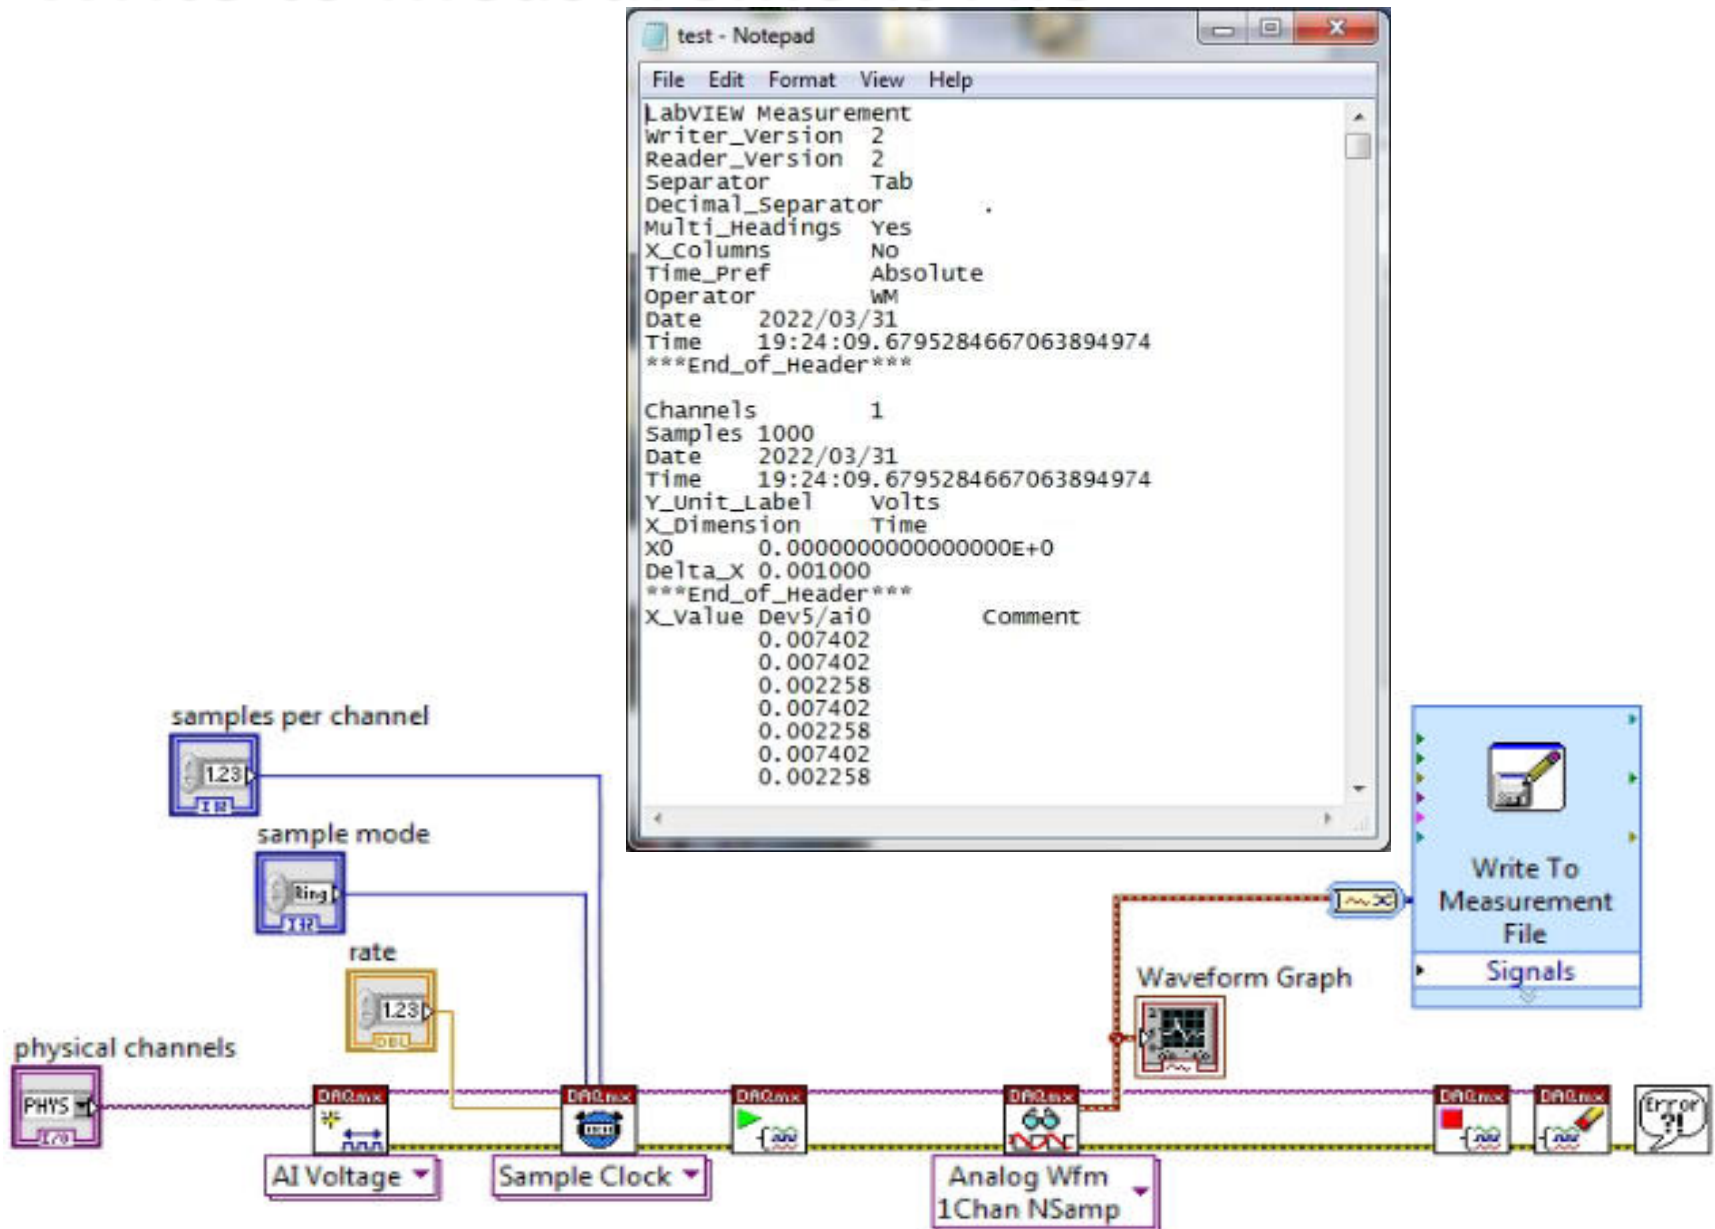 test - Notepad
File Edit Format View Help
LabVIEW Measurement
Writer_Version 2
Reader_Version 2
Separator Tab
Decimal_Separator .
Multi_Headings Yes
X_Columns No
Time_Pref Absolute
Operator WM
Date 2022/03/31
Time 19:24:09.6795284667063894974
***End_of_Header***
Channels 1
Samples 1000
Date 2022/03/31
Time 19:24:09.6795284667063894974
Y_Unit_Label Volts
X_Dimension Time
X0 0.0000000000000000E+0
Delta_X 0.001000
***End_of_Header***
X_Value Dev5/ai0 Comment
0.007402
0.007402
0.002258
0.007402
0.002258
0.007402
0.002258
samples per channel
1.23
I32
sample mode
Ring
I32
rate
1.23
DBL
physical channels
PHYS
I/O
DAQmx
AI Voltage
DAQmx
Sample Clock
DAQmx
DAQmx
Analog Wfm
1Chan NSamp
Waveform Graph
Write To
Measurement
File
Signals
DAQmx
DAQmx
Error
?!